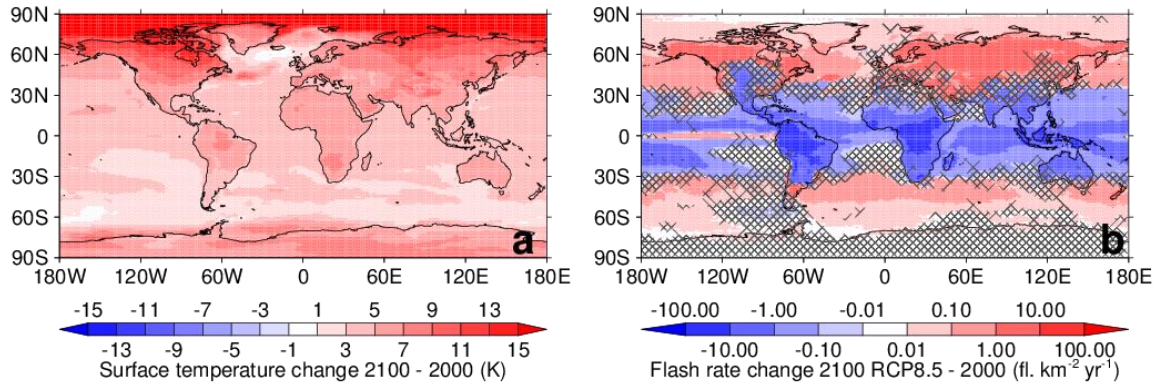 90N
60N
30N
0
30S
60S
90S
180W 120W 60W 0 60E 120E 180E
a
-15 -11 -7 -3 1 5 9 13
-13 -9 -5 -1 3 7 11 15
Surface temperature change 2100 - 2000 (K)
90N
60N
30N
0
30S
60S
90S
180W 120W 60W 0 60E 120E 180E
b
-100.00 -1.00 -0.01 0.10 10.00
-10.00 -0.10 0.01 1.00 100.00
Flash rate change 2100 RCP8.5 - 2000 (fl. km⁻² yr⁻¹)